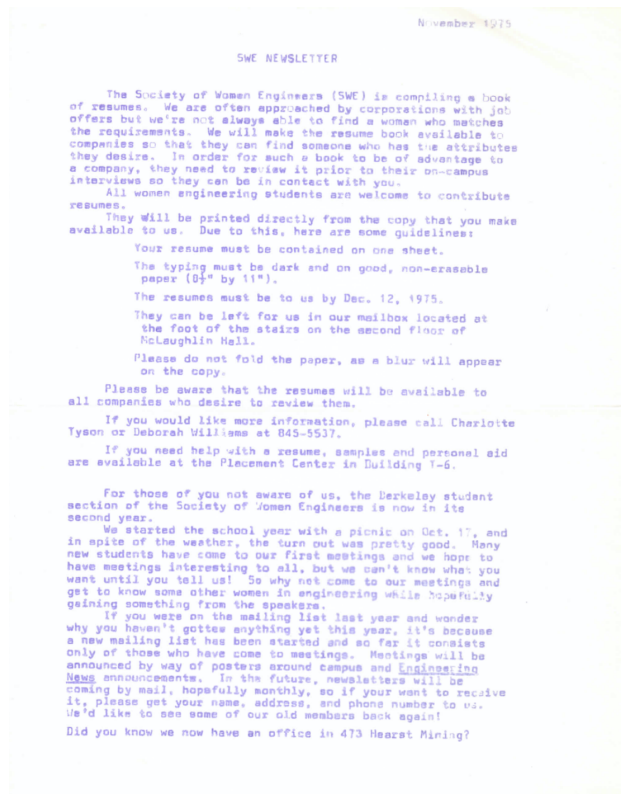 November 1975
SWE NEWSLETTER
The Society of Women Engineers (SWE) is compiling a book
of resumes. We are often approached by corporations with job
offers but we're not always able to find a woman who matches
the requirements. We will make the resume book available to
companies so that they can find someone who has the attributes
they desire. In order for such a book to be of advantage to
a company, they need to review it prior to their on-campus
interviews so they can be in contact with you.
All women engineering students are welcome to contribute
resumes.
They Will be printed directly from the copy that you make
available to us. Due to this, here are some guidelines:
Your resume must be contained on one sheet.
The typing must be dark and on good, non-erasable
paper (8½" by 11").
The resumes must be to us by Dec. 12, 1975.
They can be left for us in our mailbox located at
the foot of the stairs on the second floor of
McLaughlin Hall.
Please do not fold the paper, as a blur will appear
on the copy.
Please be aware that the resumes will be available to
all companies who desire to review them.
If you would like more information, please call Charlotte
Tyson or Deborah Williams at 845-5537.
If you need help with a resume, samples and personal aid
are available at the Placement Center in Building T-6.
For those of you not aware of us, the Berkeley student
section of the Society of Women Engineers is now in its
second year.
We started the school year with a picnic on Oct. 17, and
in spite of the weather, the turn out was pretty good. Many
new students have come to our first meetings and we hope to
have meetings interesting to all, but we can't know what you
want until you tell us! So why not come to our meetings and
get to know some other women in engineering while hopefully
gaining something from the speakers.
If you were on the mailing list last year and wonder
why you haven't gotten anything yet this year, it's because
a new mailing list has been started and so far it consists
only of those who have come to meetings. Meetings will be
announced by way of posters around campus and Engineering
News announcements. In the future, newsletters will be
coming by mail, hopefully monthly, so if your want to receive
it, please get your name, address, and phone number to us.
We'd like to see some of our old members back again!
Did you know we now have an office in 473 Hearst Mining?